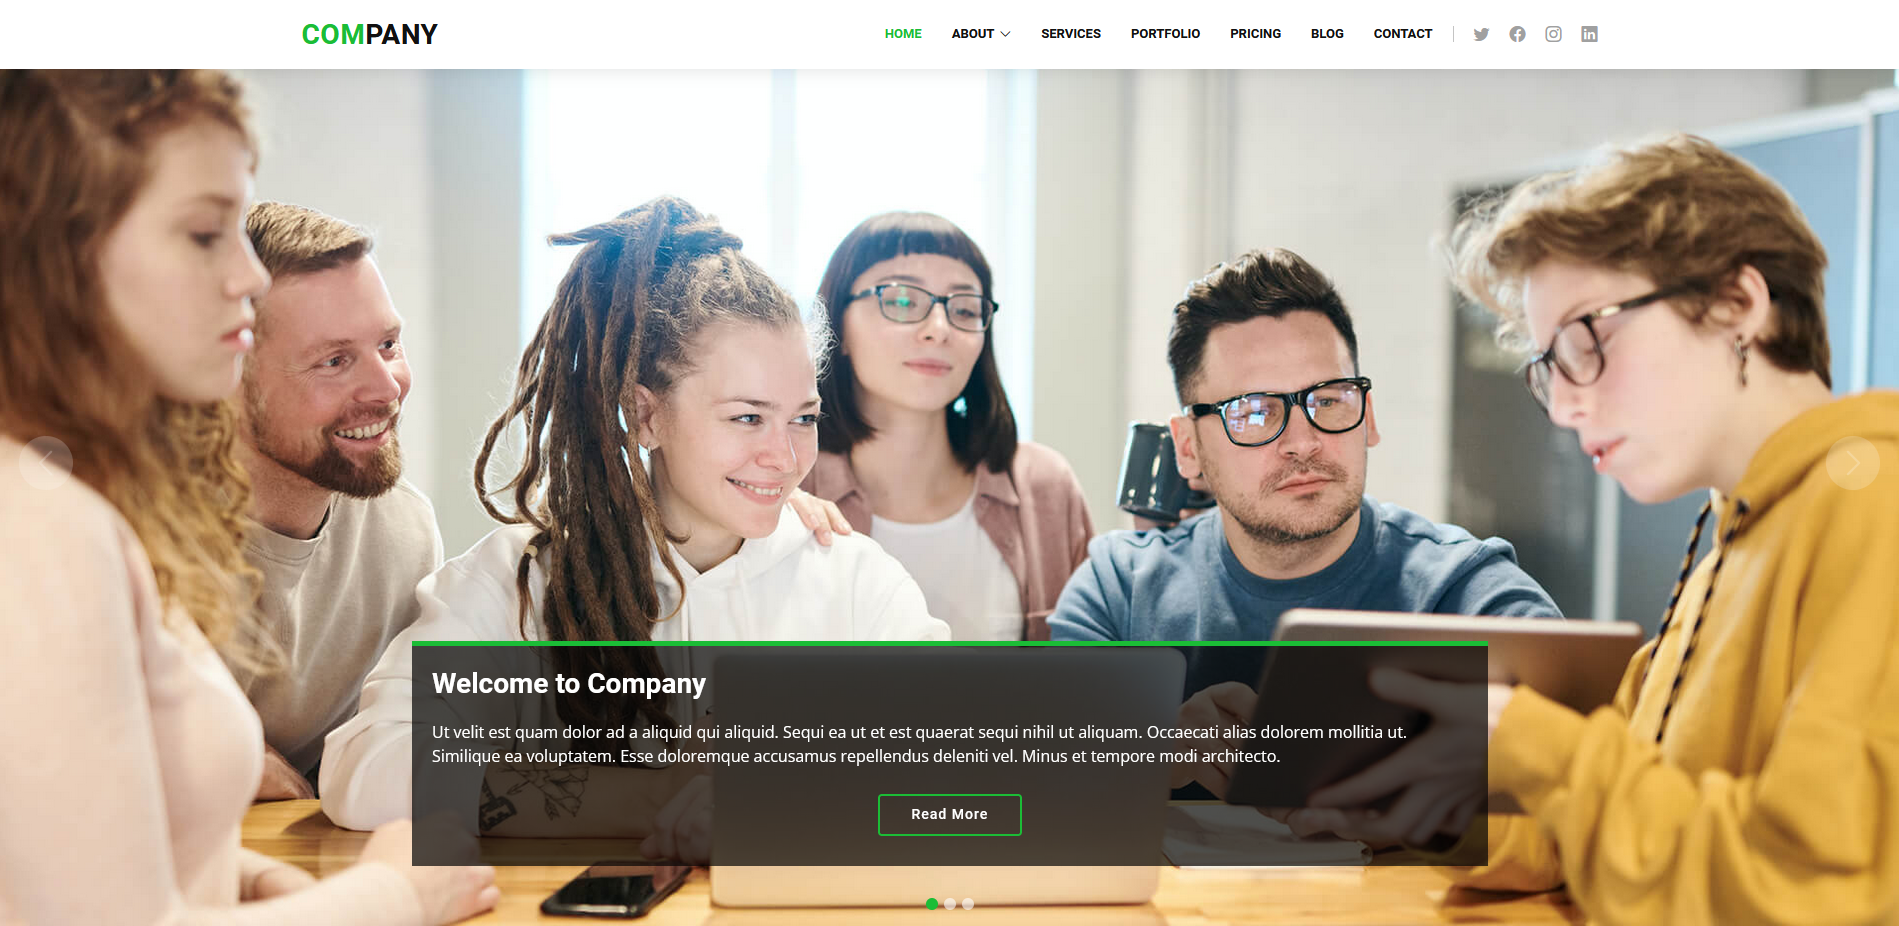 COMPANY
HOME ABOUT SERVICES PORTFOLIO PRICING BLOG CONTACT
Welcome to Company
Ut velit est quam dolor ad a aliquid qui aliquid. Sequi ea ut et est quaerat sequi nihil ut aliquam. Occaecati alias dolorem mollitia ut.
Similique ea voluptatem. Esse doloremque accusamus repellendus deleniti vel. Minus et tempore modi architecto.
Read More